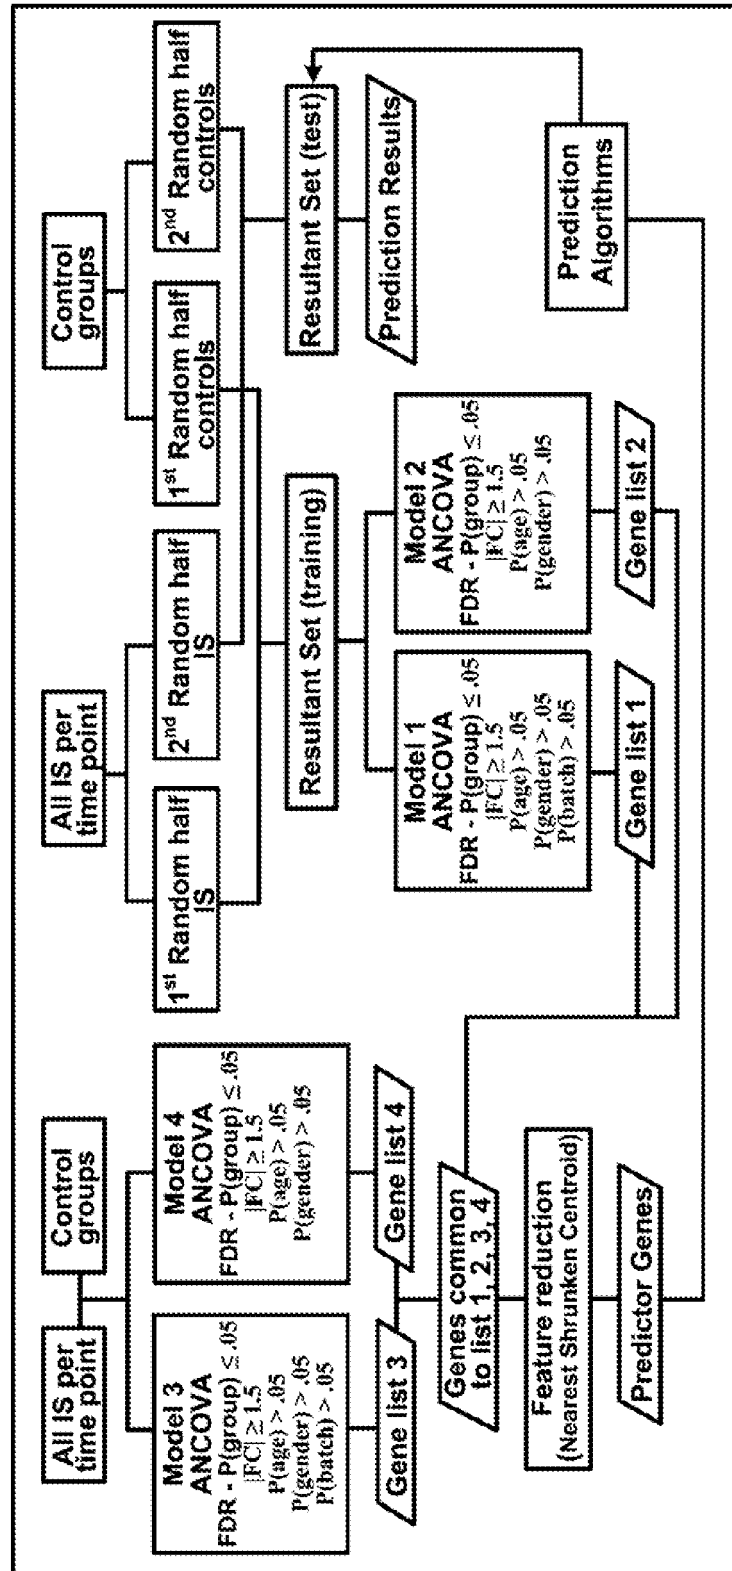 All IS per
time point
Control
groups
Model 3
ANCOVA
FDR - P(group) ≤ .05
|FC| ≥ 1.5
P(age) > .05
P(gender) > .05
P(batch) > .05
Model 4
ANCOVA
FDR - P(group) ≤ .05
|FC| ≥ 1.5
P(age) > .05
P(gender) > .05
Gene list 3
Gene list 4
Genes common
to list 1, 2, 3, 4
Feature reduction
(Nearest Shrunken Centroid)
Predictor Genes
All IS per
time point
Control
groups
1st Random half
IS
2nd Random half
IS
1st Random half
controls
2nd Random half
controls
Resultant Set (training)
Resultant Set (test)
Prediction Results
Model 1
ANCOVA
FDR - P(group) ≤ .05
|FC| ≥ 1.5
P(age) > .05
P(gender) > .05
P(batch) > .05
Model 2
ANCOVA
FDR - P(group) ≤ .05
|FC| ≥ 1.5
P(age) > .05
P(gender) > .05
Gene list 1
Gene list 2
Prediction
Algorithms